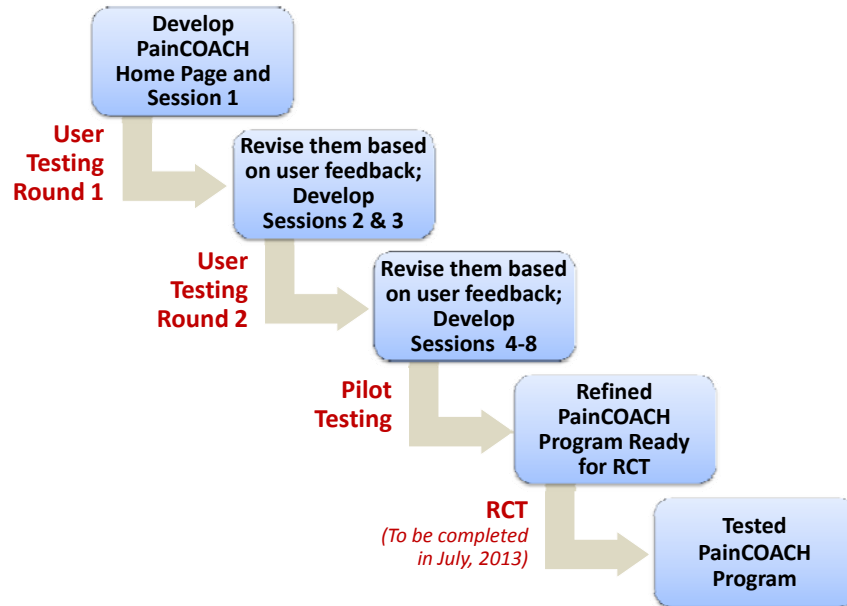 Develop
PainCOACH
Home Page and
Session 1
User
Testing
Round 1
Revise them based
on user feedback;
Develop
Sessions 2 & 3
User
Testing
Round 2
Revise them based
on user feedback;
Develop
Sessions 4-8
Pilot
Testing
Refined
PainCOACH
Program Ready
for RCT
RCT
(To be completed
in July, 2013)
Tested
PainCOACH
Program